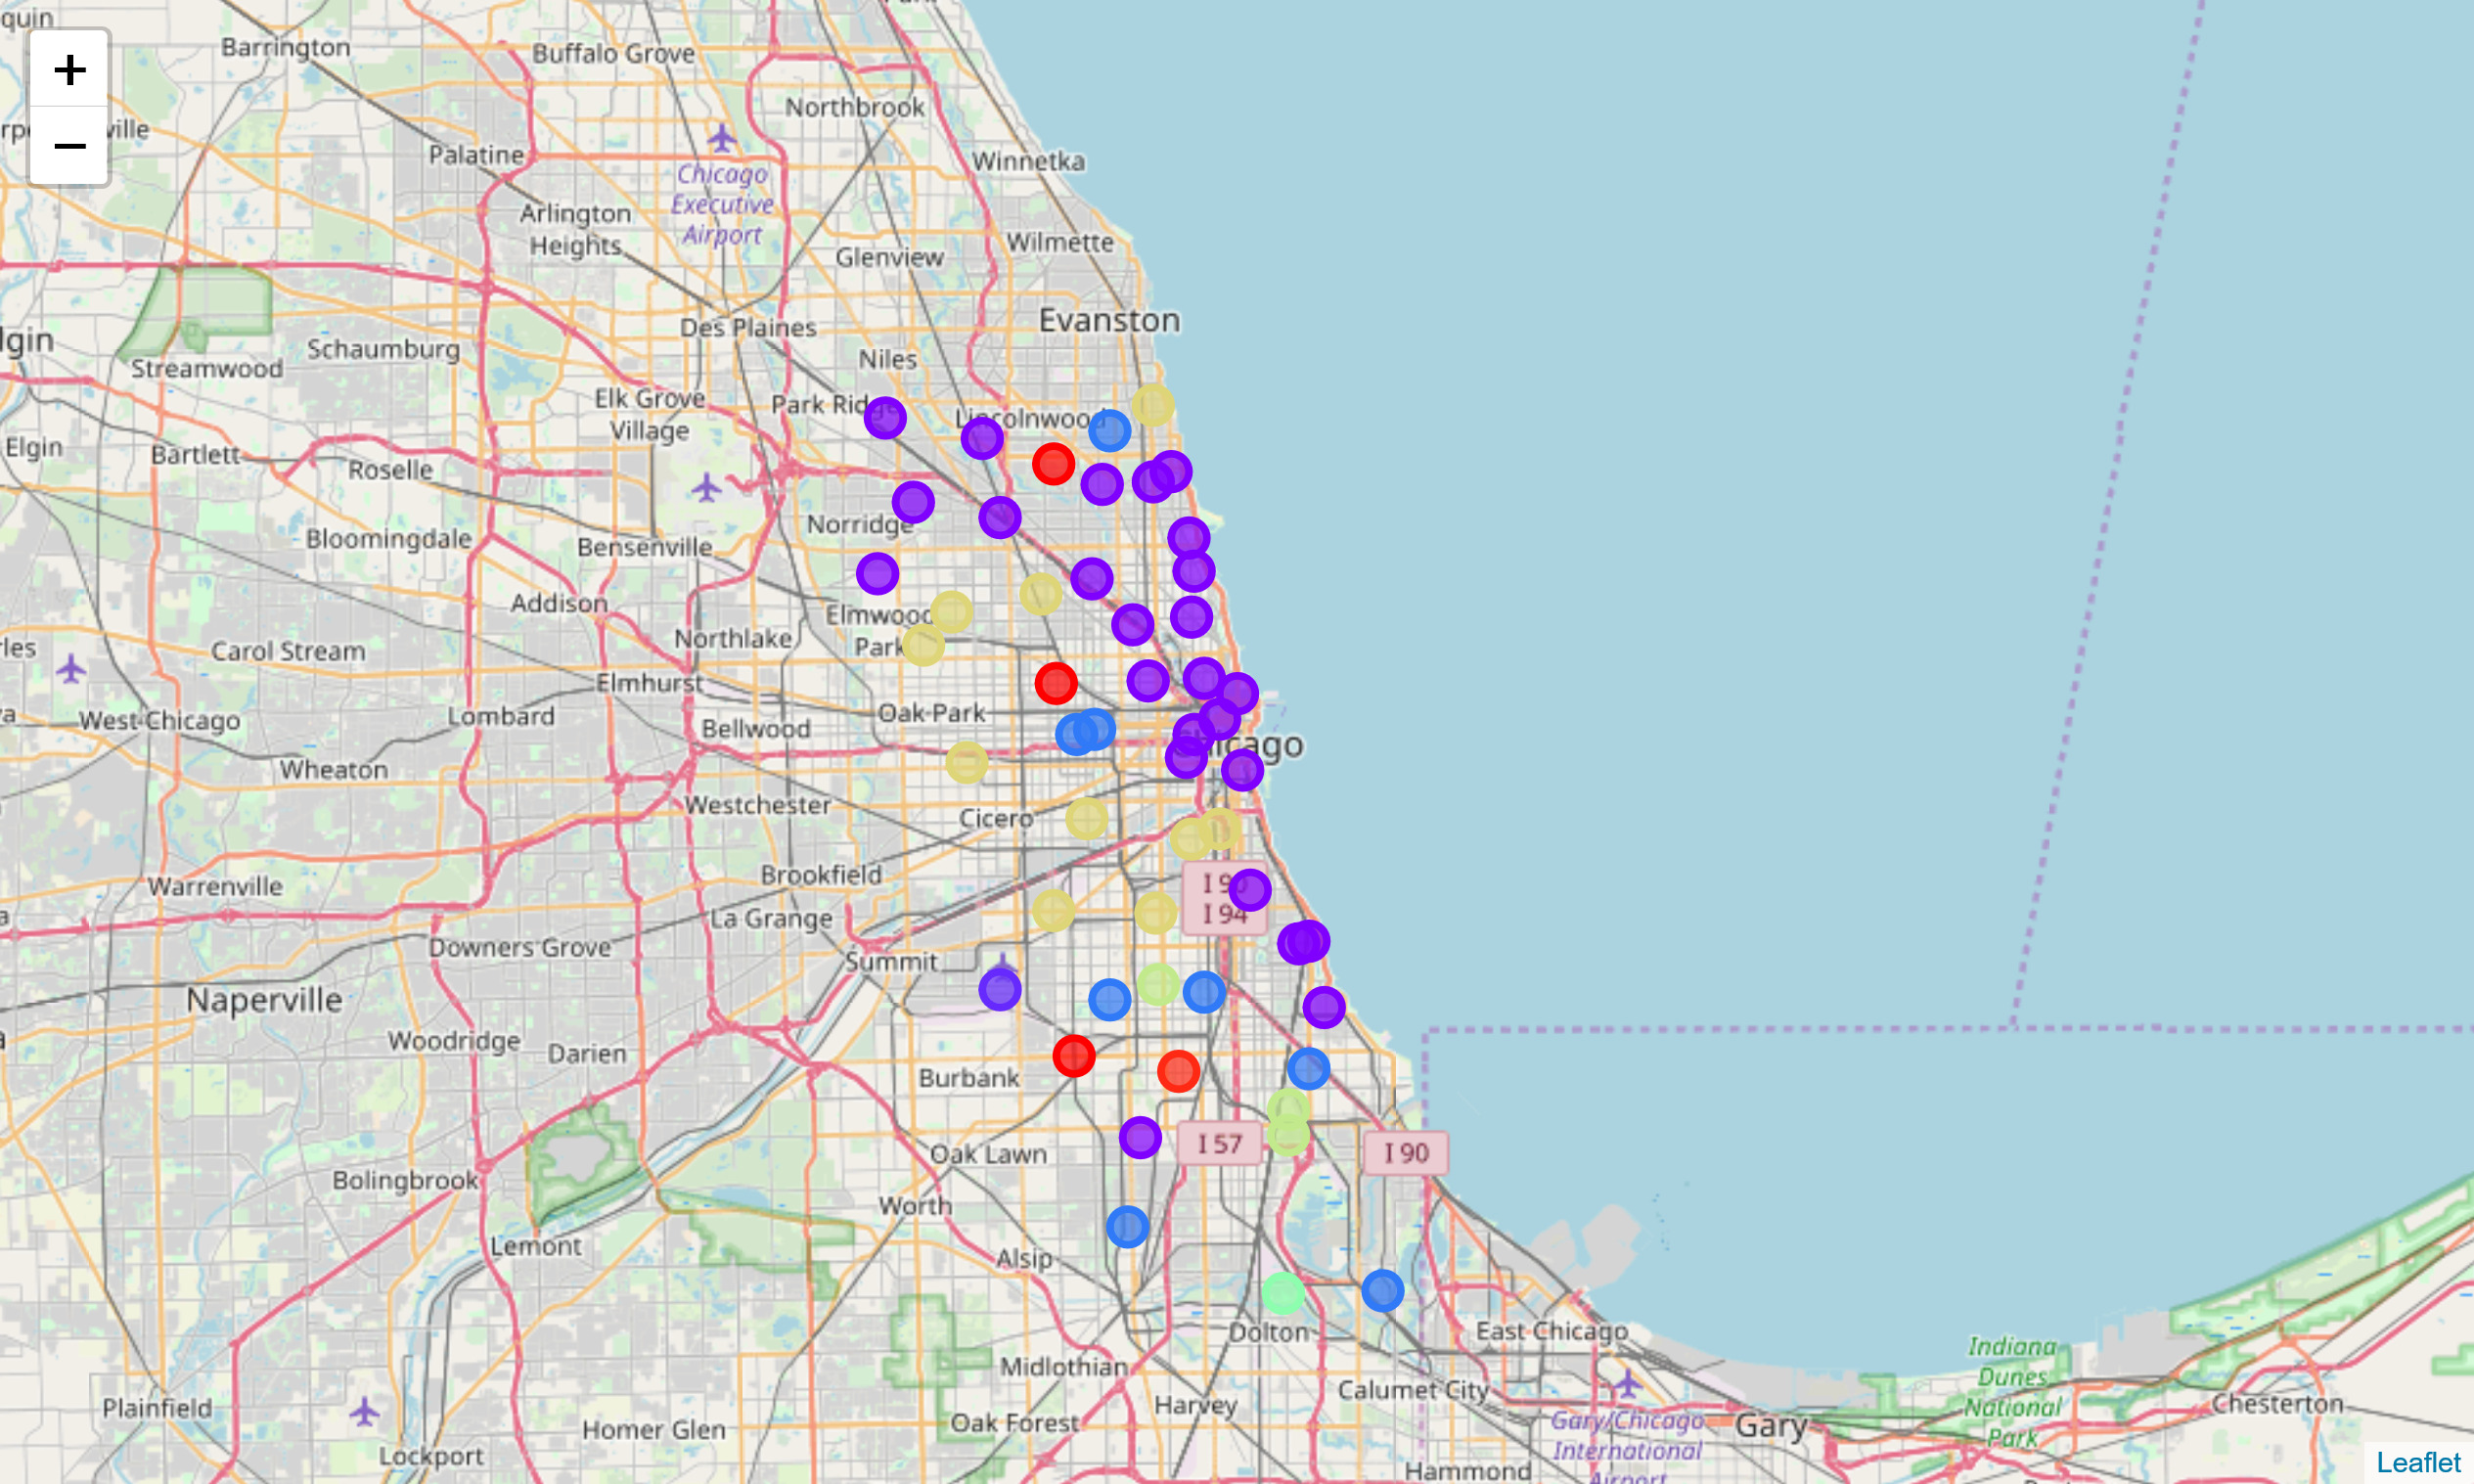 quin
Barrington
Buffalo Grove
+
−
ville
Northbrook
Palatine
Winnetka
Chicago
Executive
Airport
Arlington
Heights
Wilmette
Glenview
Evanston
lgin
Des Plaines
Schaumburg
Niles
Streamwood
Elk Grove
Village
Park Ridge
Lincolnwood
Elgin
Bartlett
Roselle
Norridge
Bloomingdale
Bensenville
Addison
Elmwood
Park
Northlake
rles
Carol Stream
Elmhurst
West Chicago
Lombard
Oak Park
Bellwood
Chicago
Wheaton
Westchester
Cicero
Brookfield
Warrenville
I 90
I 94
La Grange
Downers Grove
Summit
Naperville
Woodridge
Darien
Burbank
I 57
I 90
Oak Lawn
Bolingbrook
Worth
Lemont
Alsip
Dolton
East Chicago
Midlothian
Indiana
Dunes
National
Park
Calumet City
Harvey
Chesterton
Plainfield
Oak Forest
Gary/Chicago
International
Airport
Gary
Homer Glen
Lockport
Hammond
Leaflet